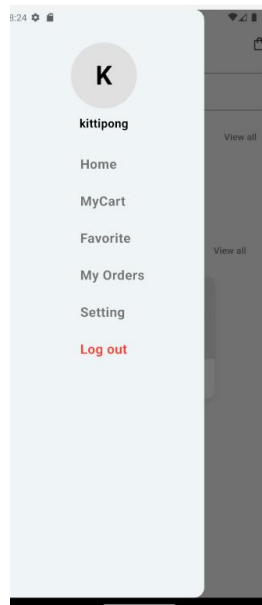 8:24
K
kittipong
View all
Home
MyCart
Favorite
View all
My Orders
Setting
Log out